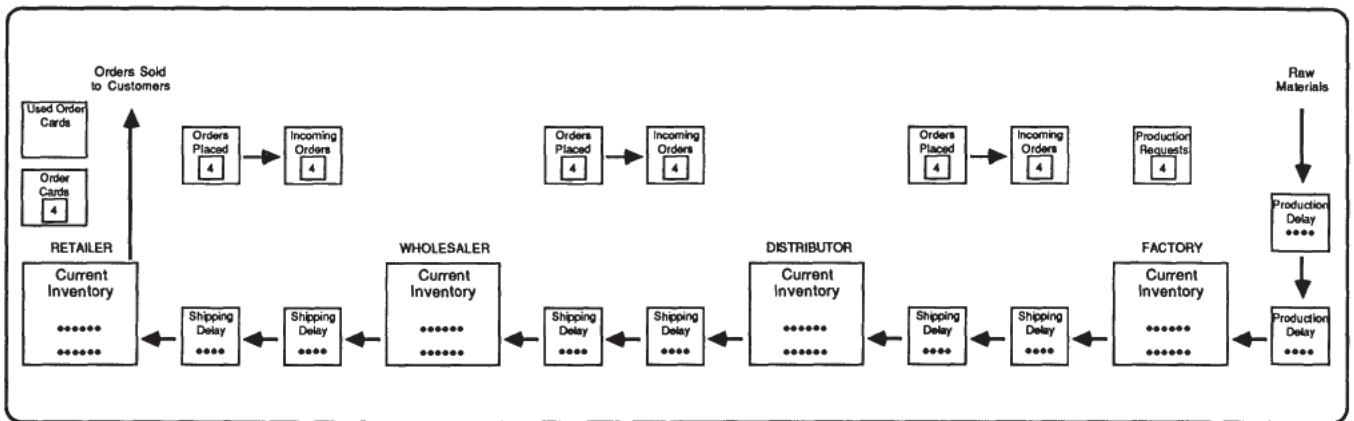 Orders Sold
to Customers
Raw
Materials
Used Order
Cards
Orders
Placed
4
Incoming
Orders
4
Orders
Placed
4
Incoming
Orders
4
Orders
Placed
4
Incoming
Orders
4
Production
Requests
4
Order
Cards
4
Production
Delay
RETAILER
WHOLESALER
DISTRIBUTOR
FACTORY
Current
Inventory
Shipping
Delay
Shipping
Delay
Current
Inventory
Shipping
Delay
Shipping
Delay
Current
Inventory
Shipping
Delay
Shipping
Delay
Current
Inventory
Production
Delay